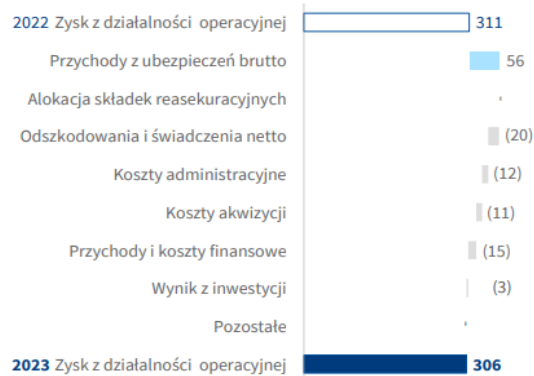 2022 Zysk z działalności operacyjnej 311
Przychody z ubezpieczeń brutto 56
Alokacja składek reasekuracyjnych -
Odszkodowania i świadczenia netto (20)
Koszty administracyjne (12)
Koszty akwizycji (11)
Przychody i koszty finansowe (15)
Wynik z inwestycji (3)
Pozostałe -
2023 Zysk z działalności operacyjnej 306